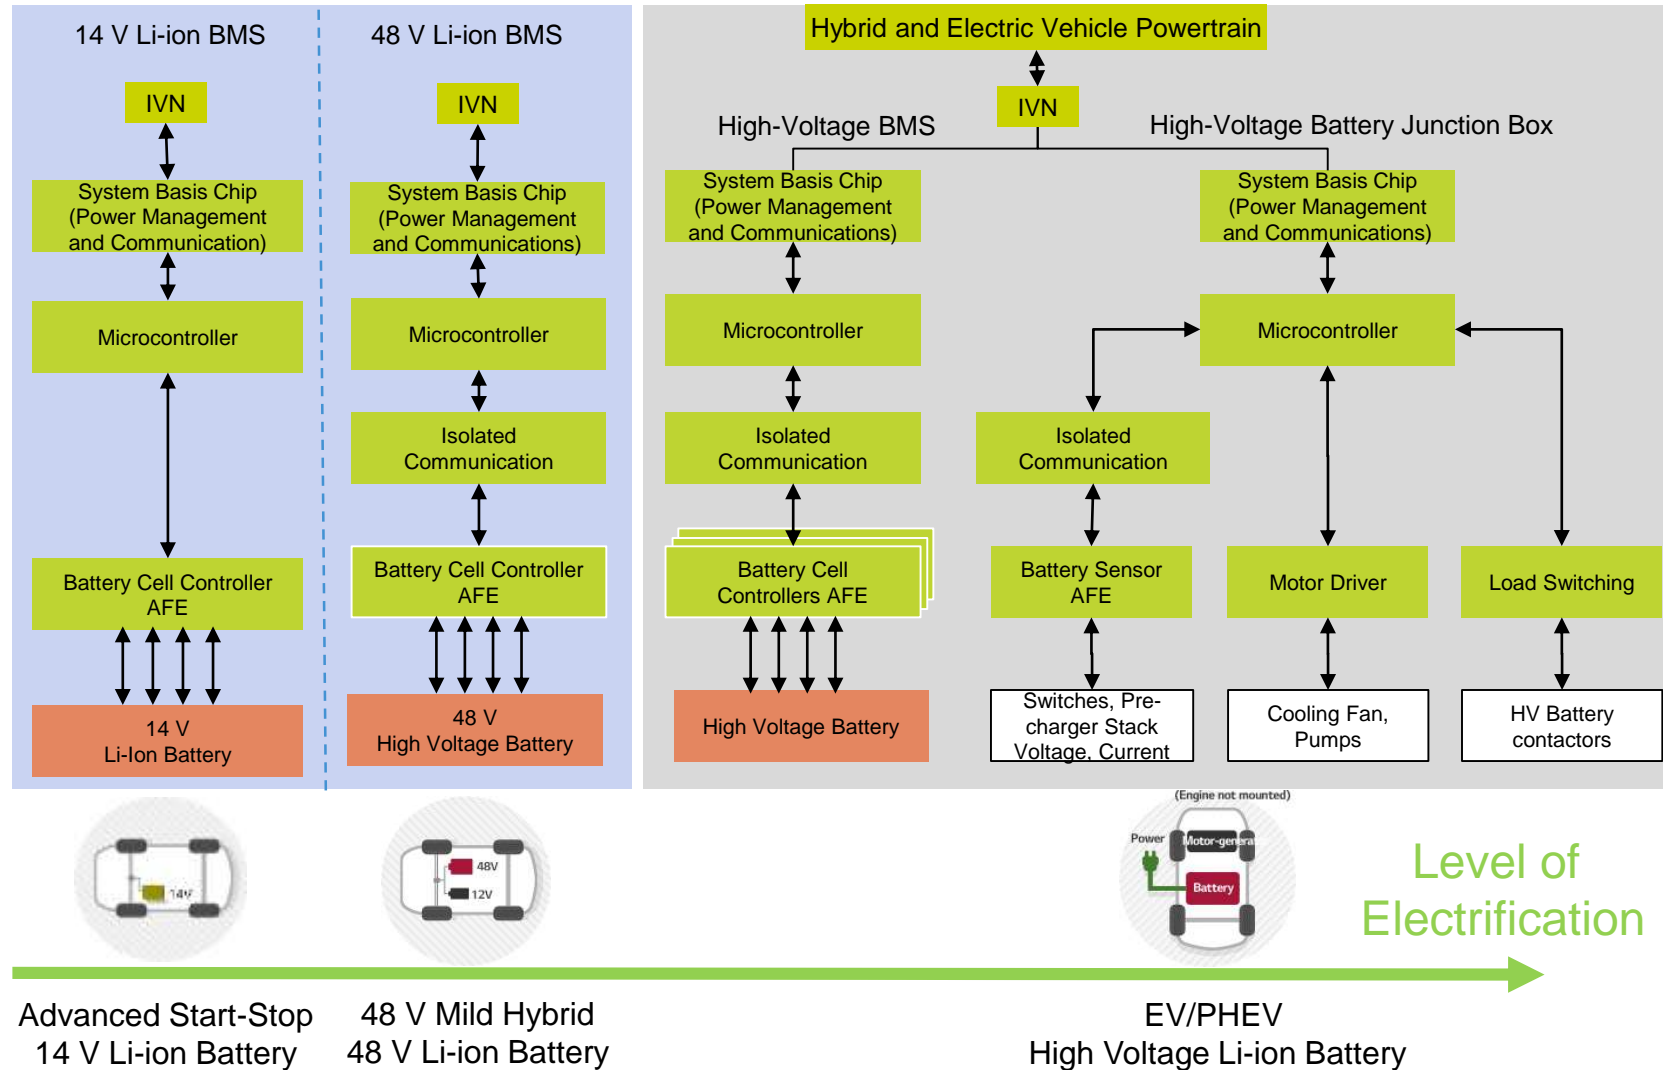 14 V Li-ion BMS
IVN
System Basis Chip
(Power Management
and Communication)
Microcontroller
Battery Cell Controller
AFE
14 V
Li-Ion Battery
48 V Li-ion BMS
IVN
System Basis Chip
(Power Management
and Communications)
Microcontroller
Isolated
Communication
Battery Cell Controller
AFE
48 V
High Voltage Battery
Hybrid and Electric Vehicle Powertrain
IVN
High-Voltage BMS
System Basis Chip
(Power Management
and Communications)
Microcontroller
Isolated
Communication
Battery Cell
Controllers AFE
High Voltage Battery
High-Voltage Battery Junction Box
System Basis Chip
(Power Management
and Communications)
Microcontroller
Isolated
Communication
Battery Sensor
AFE
Switches, Pre-
charger Stack
Voltage, Current
Motor Driver
Cooling Fan,
Pumps
Load Switching
HV Battery
contactors
14V
48V
12V
(Engine not mounted)
Power
Motor-genera
Battery
Level of
Electrification
Advanced Start-Stop
14 V Li-ion Battery
48 V Mild Hybrid
48 V Li-ion Battery
EV/PHEV
High Voltage Li-ion Battery